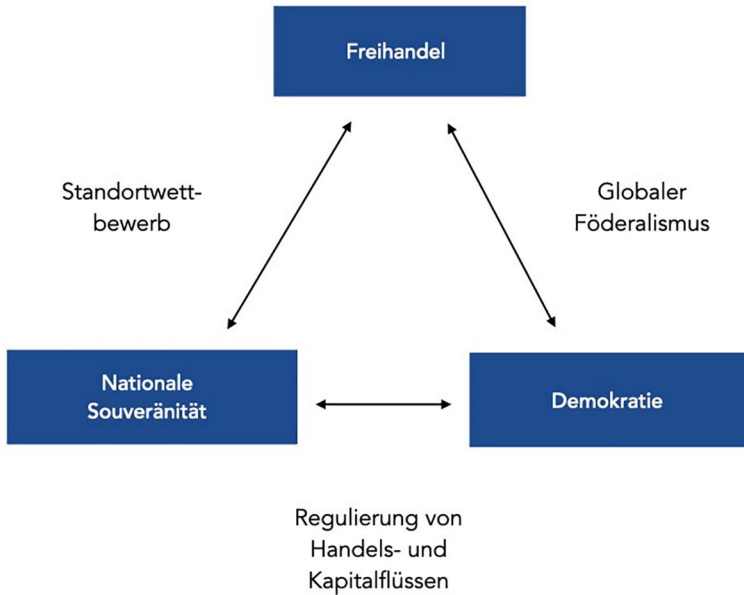 Freihandel
Standortwett-
bewerb
Globaler
Föderalismus
Nationale
Souveränität
Demokratie
Regulierung von
Handels- und
Kapitalflüssen